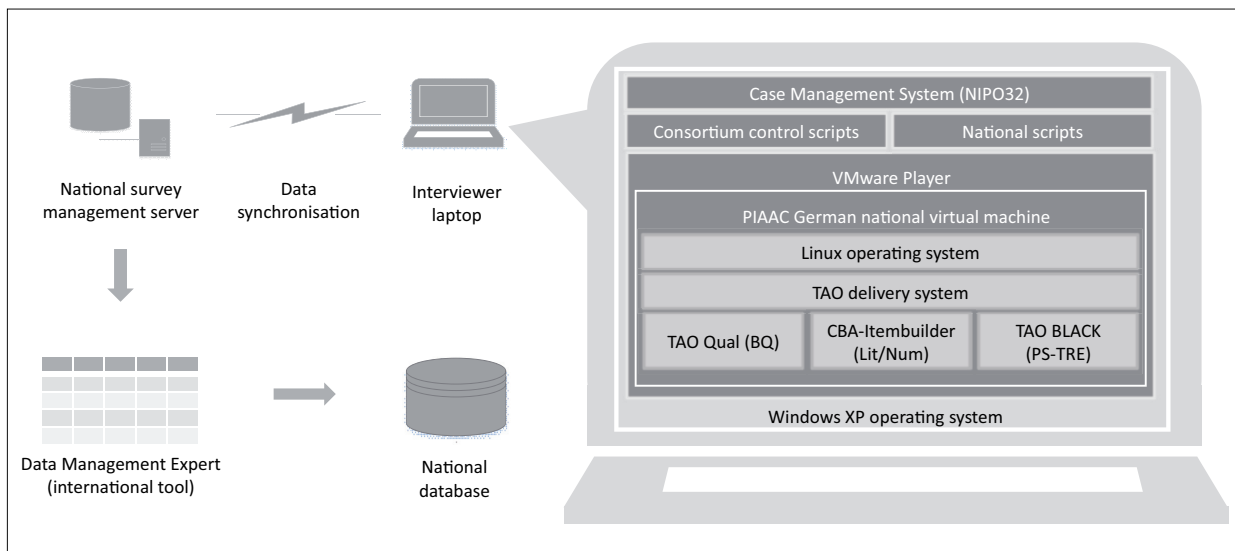 National survey
management server
Data
synchronisation
Interviewer
laptop
Data Management Expert
(international tool)
National
database
Case Management System (NIPO32)
Consortium control scripts
National scripts
VMware Player
PIAAC German national virtual machine
Linux operating system
TAO delivery system
TAO Qual (BQ)
CBA-Itembuilder
(Lit/Num)
TAO BLACK
(PS-TRE)
Windows XP operating system